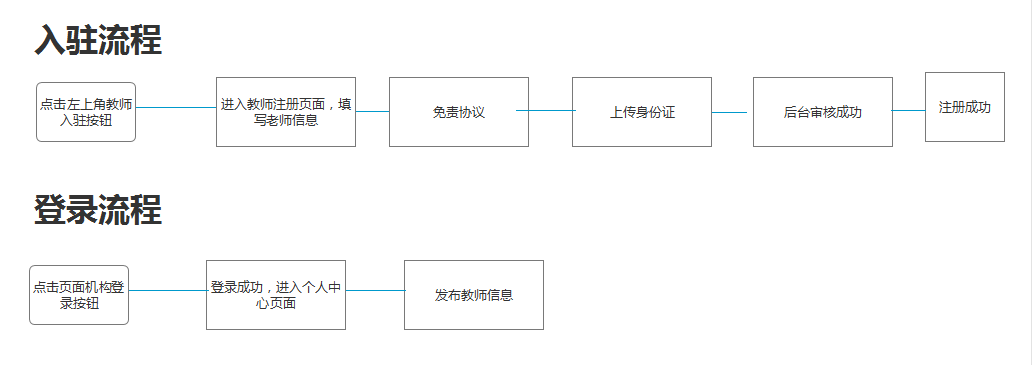 入驻流程
点击左上角教师
入驻按钮
进入教师注册页面，填
写老师信息
免责协议
上传身份证
后台审核成功
注册成功
登录流程
点击页面机构登
录按钮
登录成功，进入个人中
心页面
发布教师信息